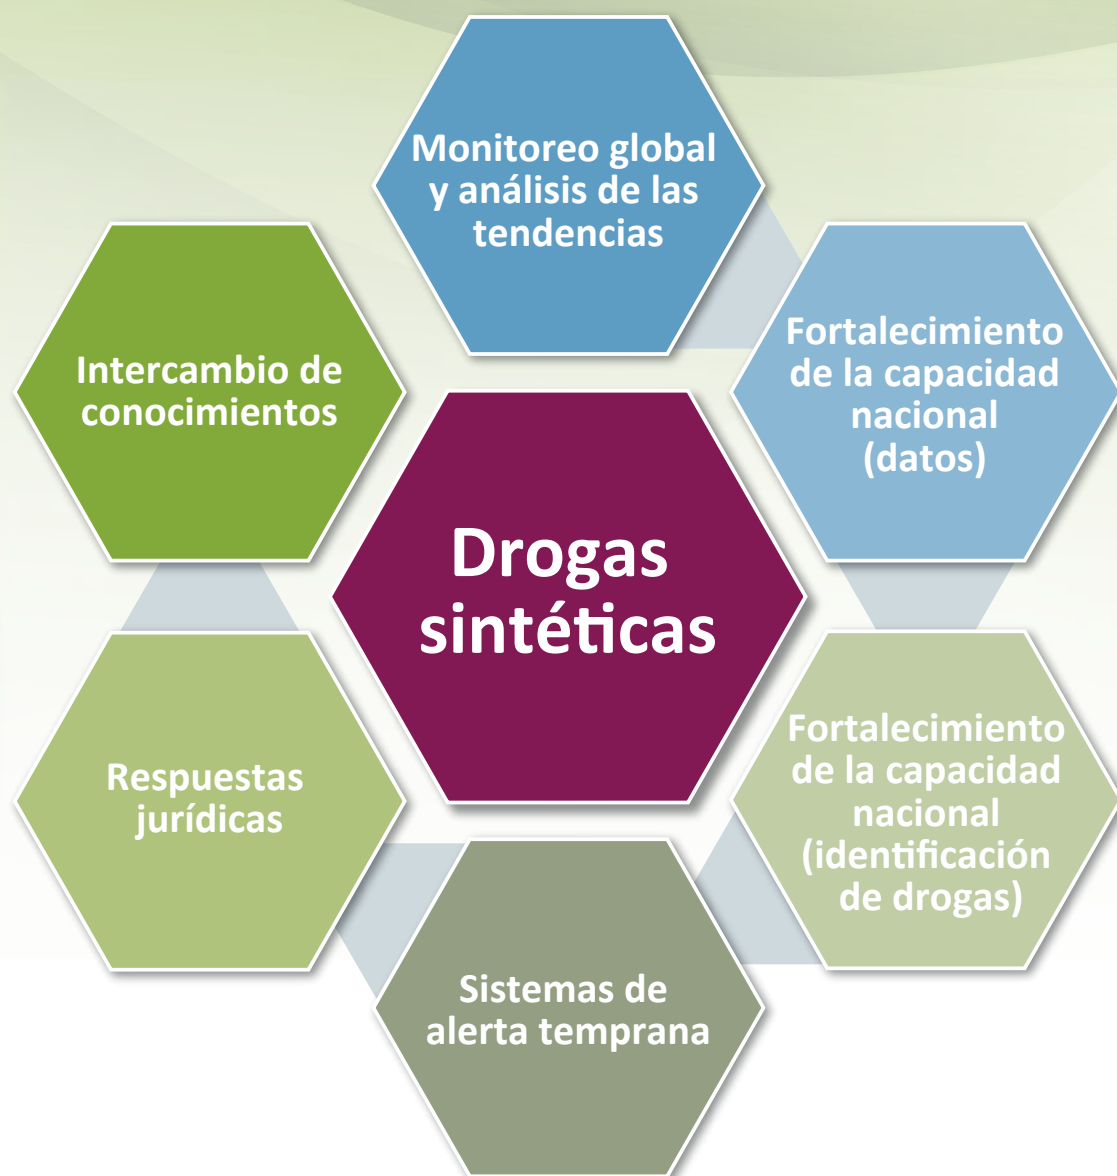 Monitoreo global
y análisis de las
tendencias
Fortalecimiento
de la capacidad
nacional
(datos)
Fortalecimiento
de la capacidad
nacional
(identificación
de drogas)
Sistemas de
alerta temprana
Respuestas
jurídicas
Intercambio de
conocimientos
Drogas
sintéticas